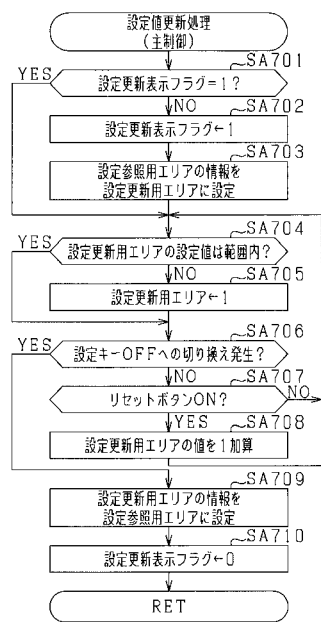 設定値更新処理
(主制御)
SA701
YES
設定更新表示フラグ=1?
NO
SA702
設定更新表示フラグ←1
SA703
設定参照用エリアの情報を
設定更新用エリアに設定
SA704
YES
設定更新用エリアの設定値は範囲内?
NO
SA705
設定更新用エリア←1
SA706
YES
設定キーOFFへの切り換え発生?
NO
SA707
リセットボタンON?
NO
YES
SA708
設定更新用エリアの値を1加算
SA709
設定更新用エリアの情報を
設定参照用エリアに設定
SA710
設定更新表示フラグ←0
RET